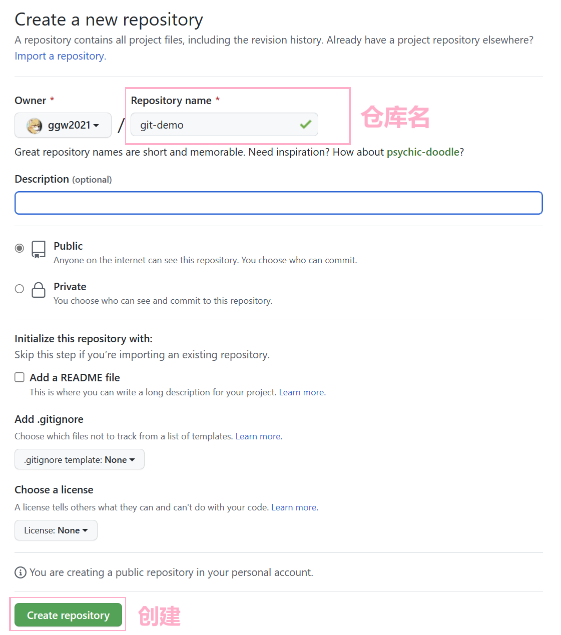 Create a new repository
A repository contains all project files, including the revision history. Already have a project repository elsewhere?
Import a repository.
Owner *
Repository name *
ggw2021
/
git-demo
仓库名
Great repository names are short and memorable. Need inspiration? How about psychic-doodle?
Description (optional)
Public
Anyone on the internet can see this repository. You choose who can commit.
Private
You choose who can see and commit to this repository.
Initialize this repository with:
Skip this step if you're importing an existing repository.
Add a README file
This is where you can write a long description for your project. Learn more.
Add .gitignore
Choose which files not to track from a list of templates. Learn more.
.gitignore template: None
Choose a license
A license tells others what they can and can't do with your code. Learn more.
License: None
You are creating a public repository in your personal account.
Create repository
创建